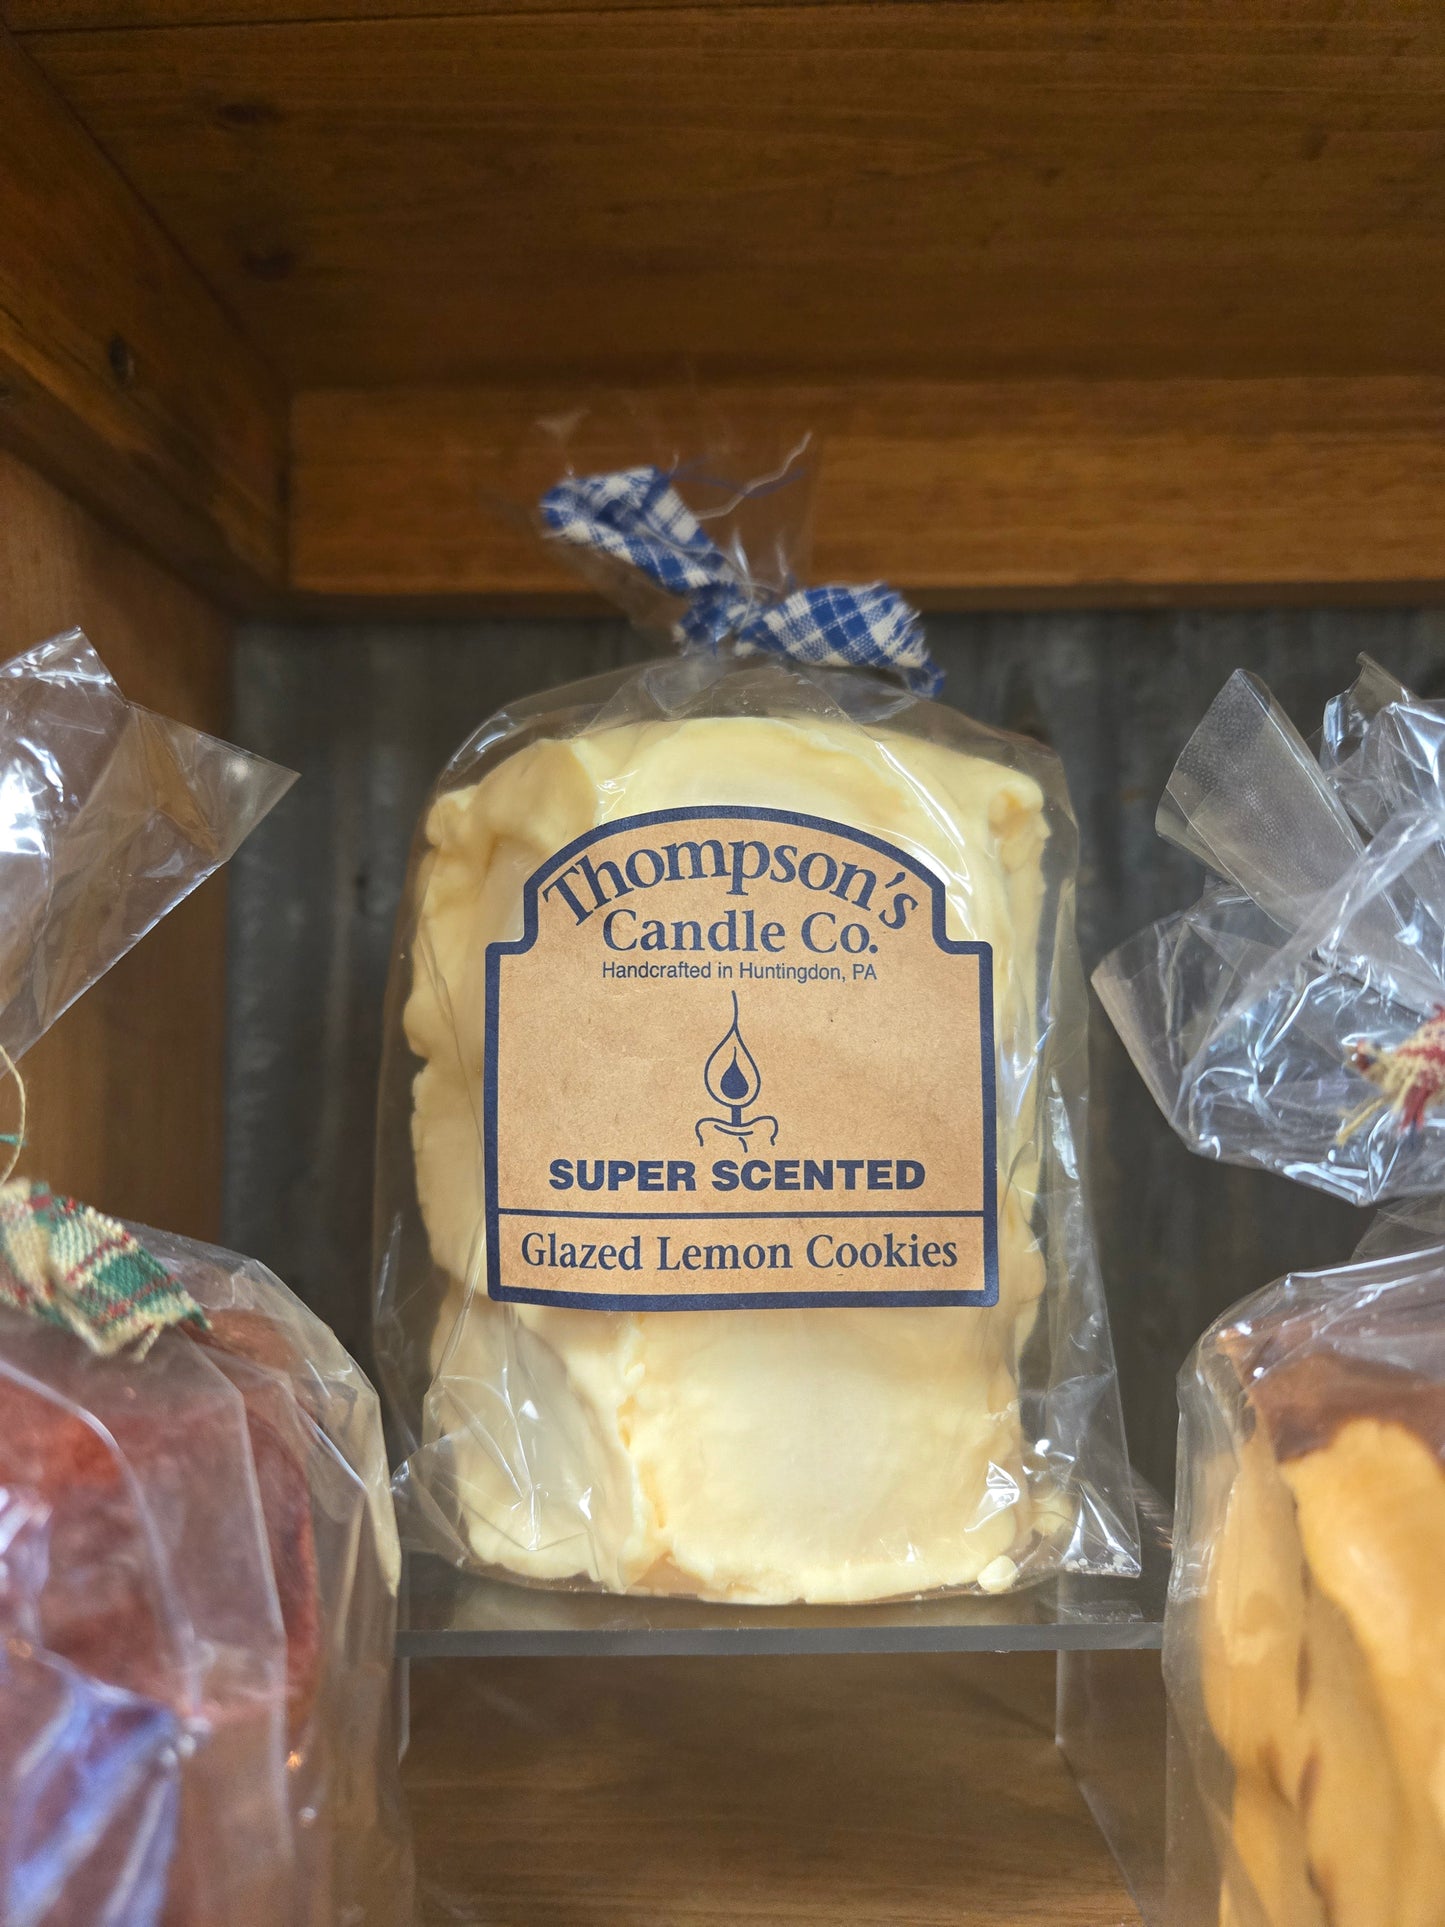 Thompson's
Candle Co.
Handcrafted in Huntingdon, PA
SUPER SCENTED
Glazed Lemon Cookies